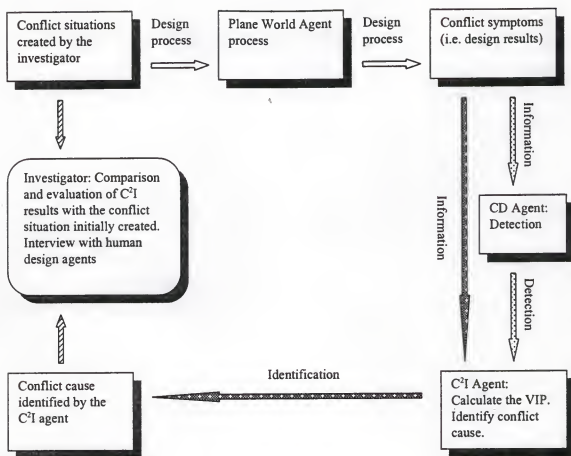 Conflict situations
created by the
investigator
Design
process
Plane World Agent
process
Design
process
Conflict symptoms
(i.e. design results)
Information
Information
Investigator: Comparison
and evaluation of C²I
results with the conflict
situation initially created.
Interview with human
design agents
CD Agent:
Detection
Detection
Identification
Conflict cause
identified by the
C²I agent
C²I Agent:
Calculate the VIP.
Identify conflict
cause.